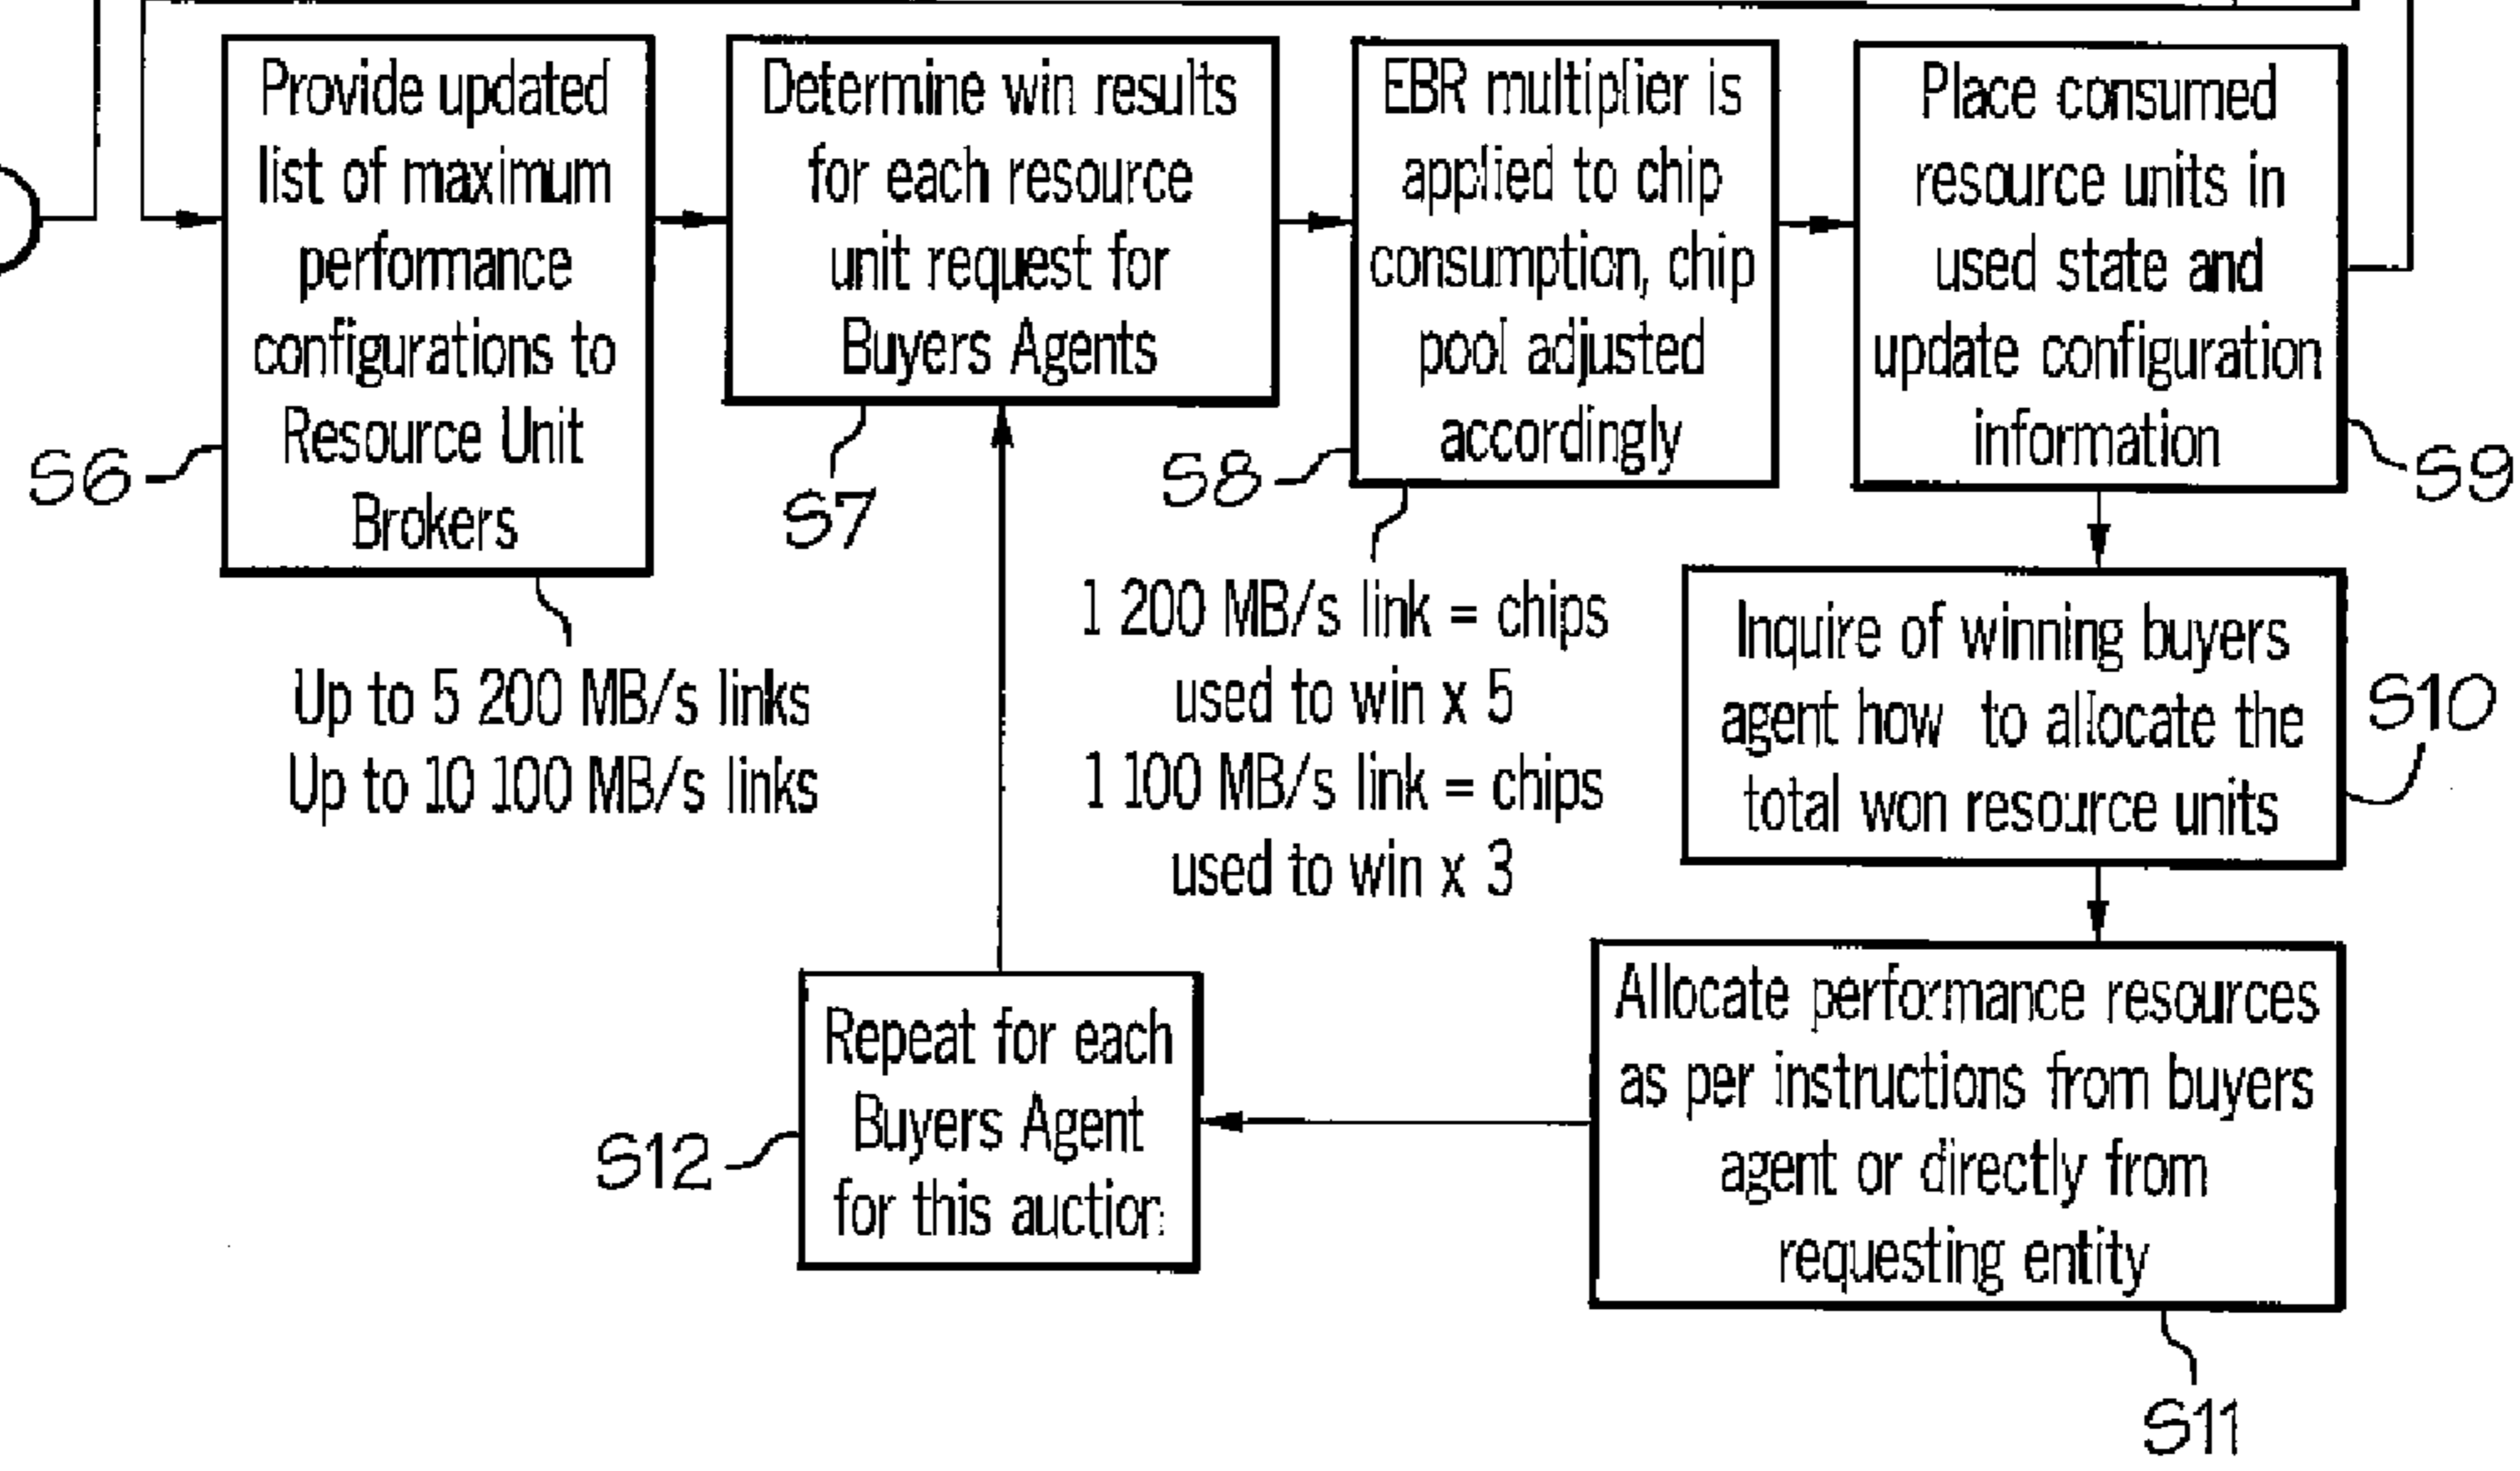 Provide updated
list of maximum
performance
configurations to
Resource Unit
Brokers
S6
Up to 5 200 MB/s links
Up to 10 100 MB/s links
Determine win results
for each resource
unit request for
Buyers Agents
S7
EBR multiplier is
applied to chip
consumption, chip
pool adjusted
accordingly
S8
1 200 MB/s link = chips
used to win x 5
1 100 MB/s link = chips
used to win x 3
Place consumed
resource units in
used state and
update configuration
information
S9
Inquire of winning buyers
agent how to allocate the
total won resource units
S10
Allocate performance resources
as per instructions from buyers
agent or directly from
requesting entity
S11
Repeat for each
Buyers Agent
for this auction
S12